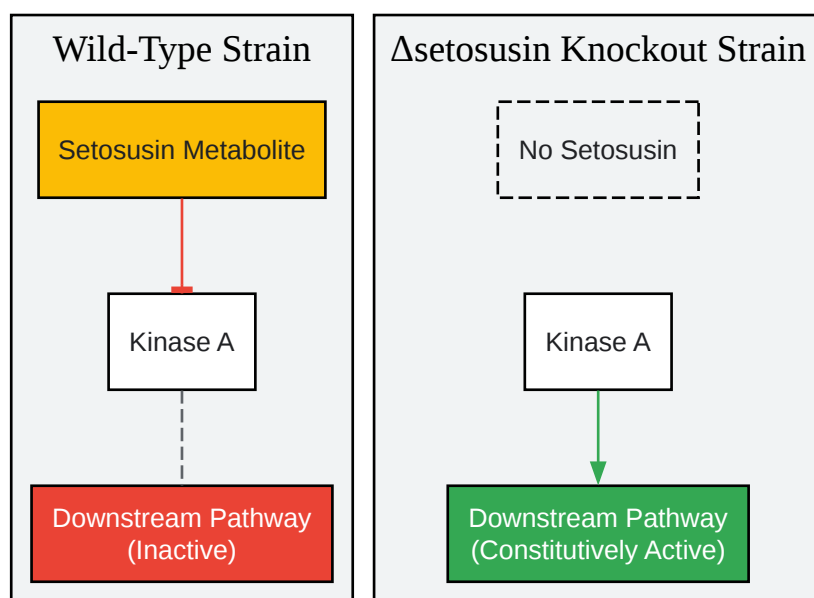 Wild-Type Strain
Setosusin Metabolite
Kinase A
Downstream Pathway
(Inactive)
Δsetosusin Knockout Strain
No Setosusin
Kinase A
Downstream Pathway
(Constitutively Active)